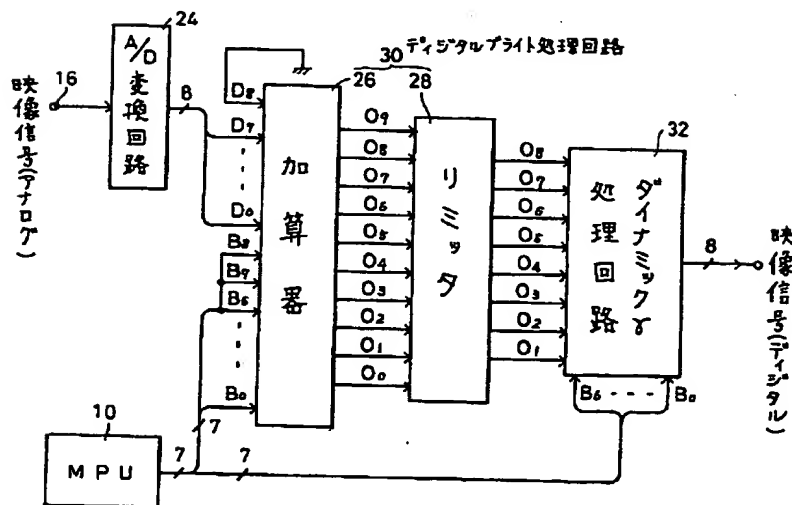 24
A/D変換回路
16
映像信号(アナログ)
8
30
ディジタルブライト処理回路
26
28
D8
D7
D0
B8
B7
B6
B0
加算器
O9
O8
O7
O6
O5
O4
O3
O2
O1
O0
リミッタ
O8
O7
O6
O5
O4
O3
O2
O1
32
ダイナミックγ処理回路
8
映像信号(ディジタル)
B6
B0
10
MPU
7
7
7